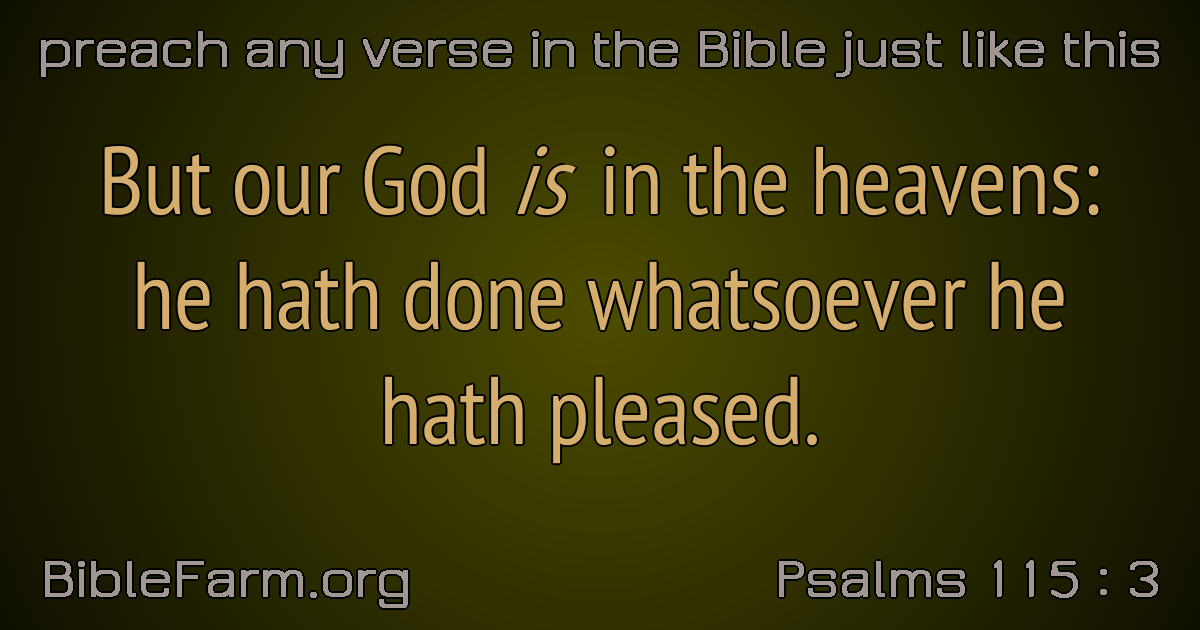 preach any verse in the Bible just like this
But our God is in the heavens:
he hath done whatsoever he
hath pleased.
BibleFarm.org
Psalms 115 : 3